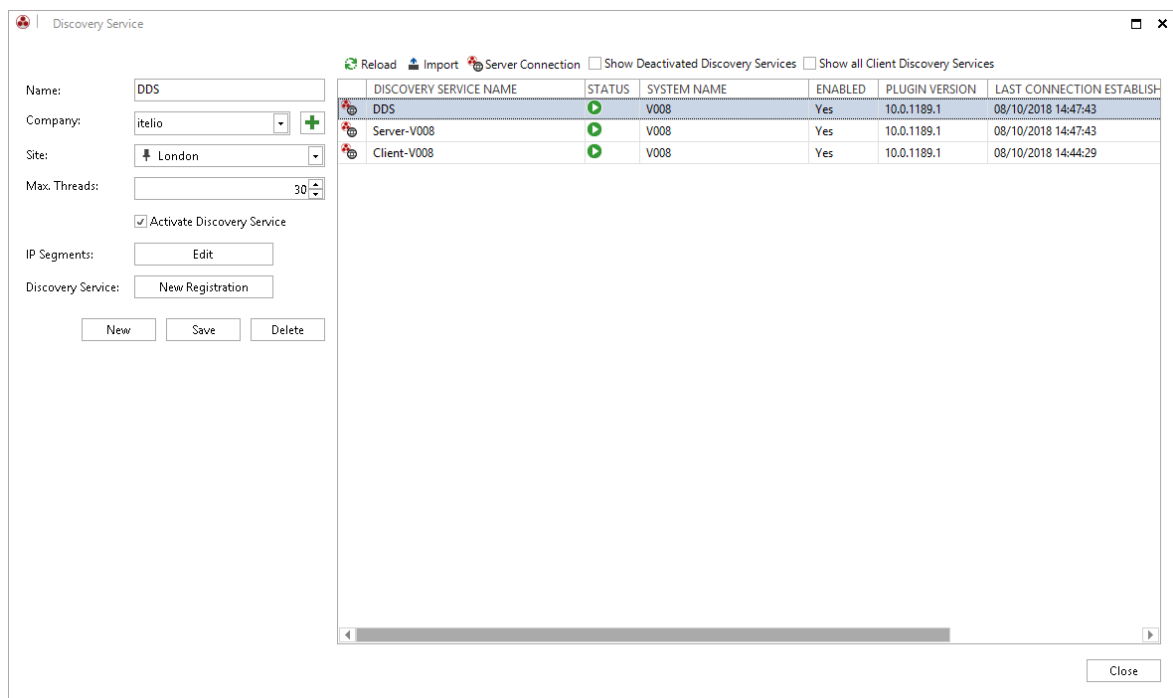 Discovery Service
Reload Import Server Connection Show Deactivated Discovery Services Show all Client Discovery Services
Name: DDS
Company: itelio
Site: London
Max. Threads: 30
Activate Discovery Service
IP Segments: Edit
Discovery Service: New Registration
New Save Delete
DISCOVERY SERVICE NAME STATUS SYSTEM NAME ENABLED PLUGIN VERSION LAST CONNECTION ESTABLISH
DDS V008 Yes 10.0.1189.1 08/10/2018 14:47:43
Server-V008 V008 Yes 10.0.1189.1 08/10/2018 14:47:43
Client-V008 V008 Yes 10.0.1189.1 08/10/2018 14:44:29
Close